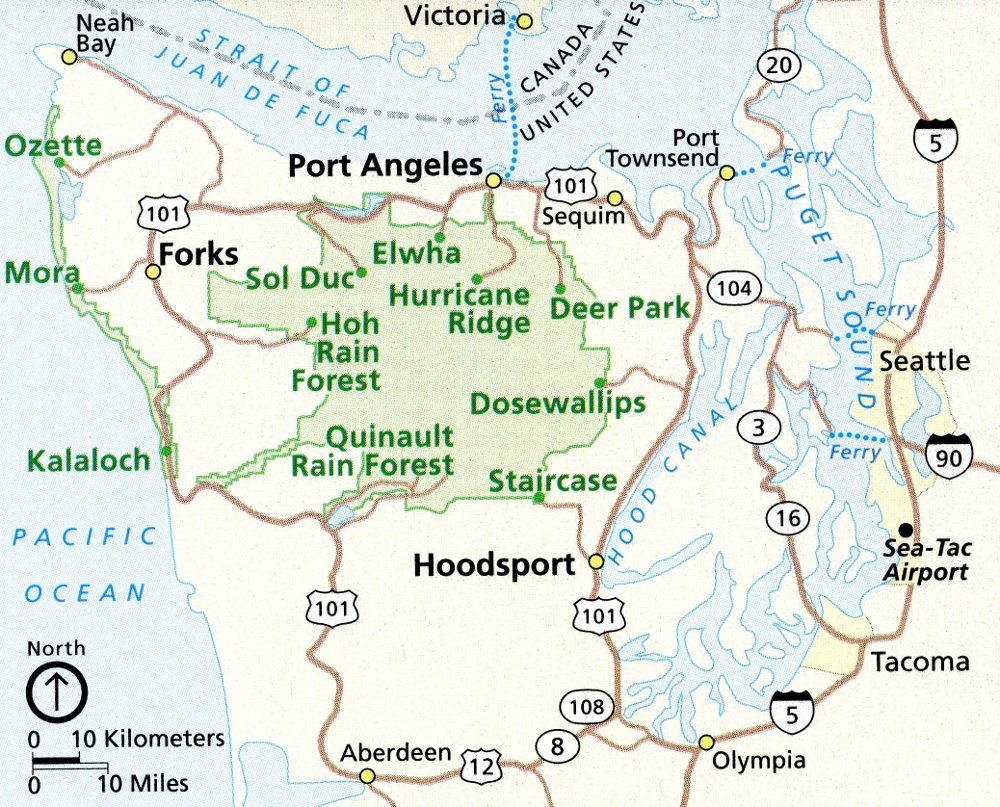 Victoria
Neah
Bay
STRAIT OF
JUAN DE FUCA
Ferry
CANADA
UNITED STATES
20
5
Port
Townsend
Ferry
Ozette
Port Angeles
101
Sequim
PUGET SOUND
101
Forks
Elwha
Sol Duc
Mora
Hurricane
Ridge
Deer Park
104
Ferry
Hoh
Rain
Forest
Seattle
Dosewallips
HOOD CANAL
3
Ferry
90
Quinault
Rain Forest
Kalaloch
Staircase
16
PACIFIC
OCEAN
Sea-Tac
Airport
Hoodsport
101
101
North
Tacoma
108
5
0 10 Kilometers
0 10 Miles
Aberdeen
12
8
Olympia